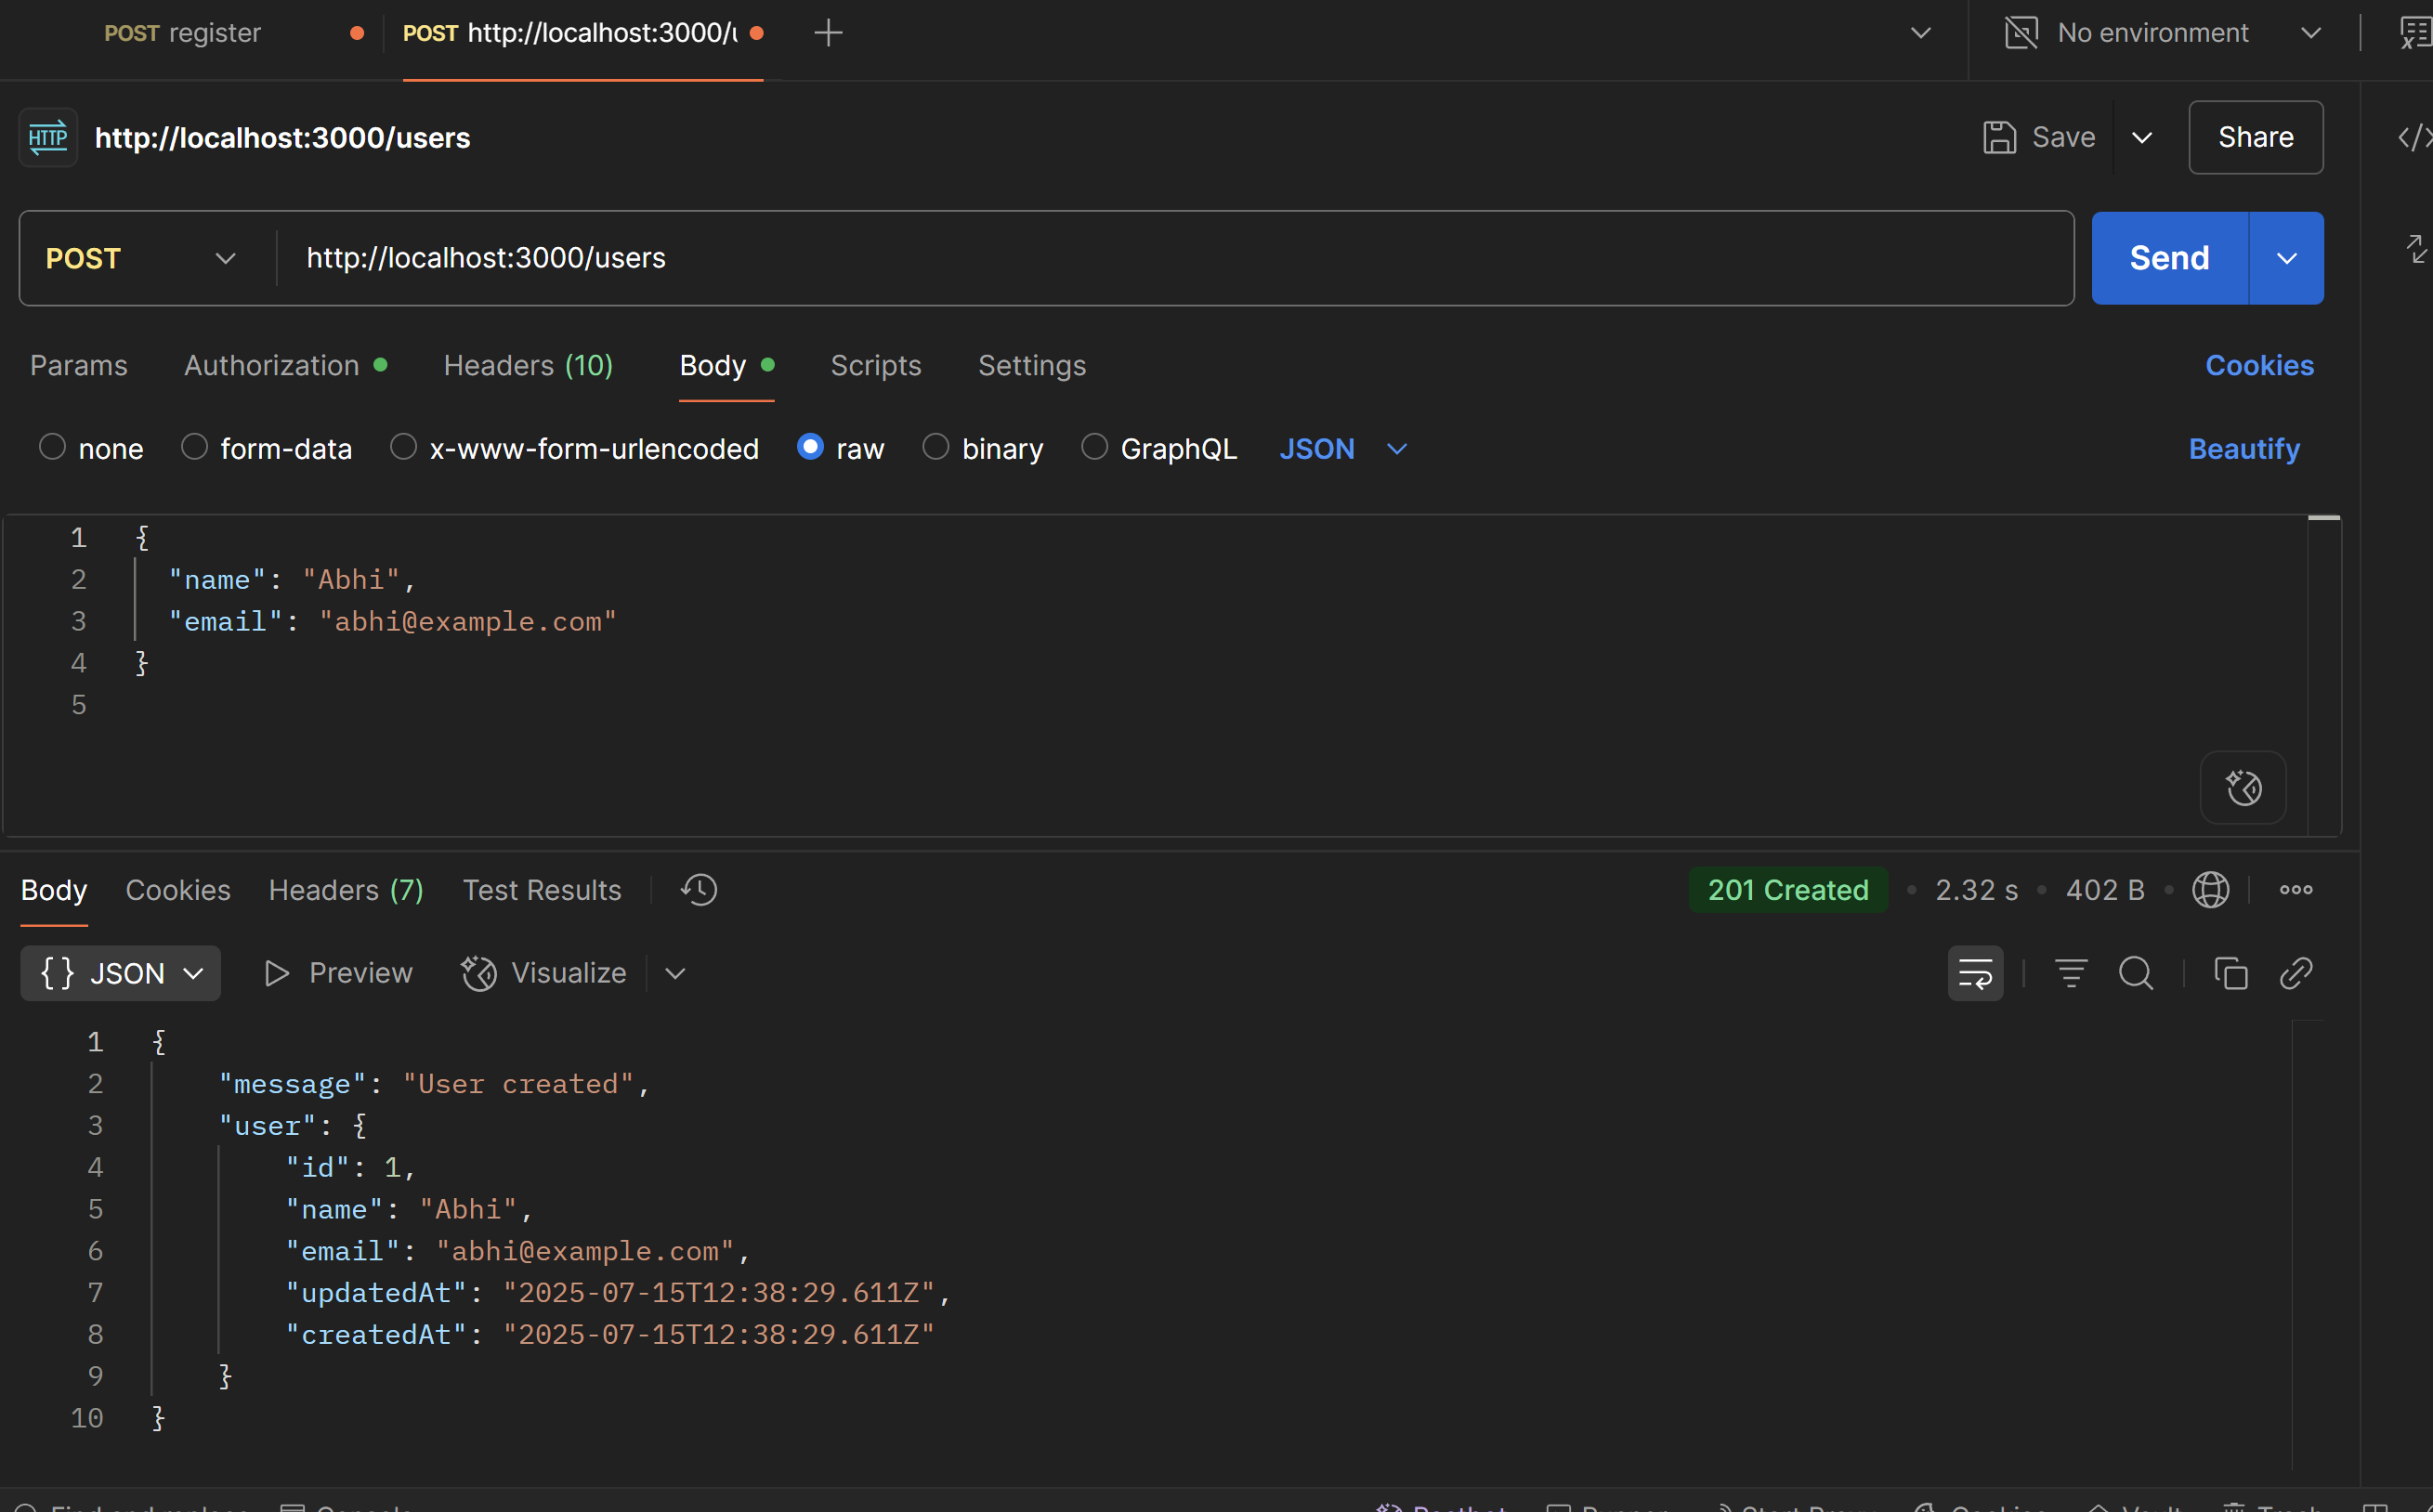 POST register POST http://localhost:3000/u No environment
HTTP http://localhost:3000/users Save Share
POST http://localhost:3000/users Send
Params Authorization Headers (10) Body Scripts Settings Cookies
none form-data x-www-form-urlencoded raw binary GraphQL JSON Beautify
1 {
2 "name": "Abhi",
3 "email": "abhi@example.com"
4 }
5
Body Cookies Headers (7) Test Results 201 Created • 2.32 s • 402 B •
{} JSON Preview Visualize
1 {
2 "message": "User created",
3 "user": {
4 "id": 1,
5 "name": "Abhi",
6 "email": "abhi@example.com",
7 "updatedAt": "2025-07-15T12:38:29.611Z",
8 "createdAt": "2025-07-15T12:38:29.611Z"
9 }
10 }